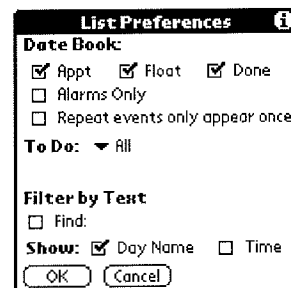 List Preferences i
Date Book:
Appt Float Done
Alarms Only
Repeat events only appear once
To Do: All
Filter by Text
Find:
Show: Day Name Time
OK Cancel